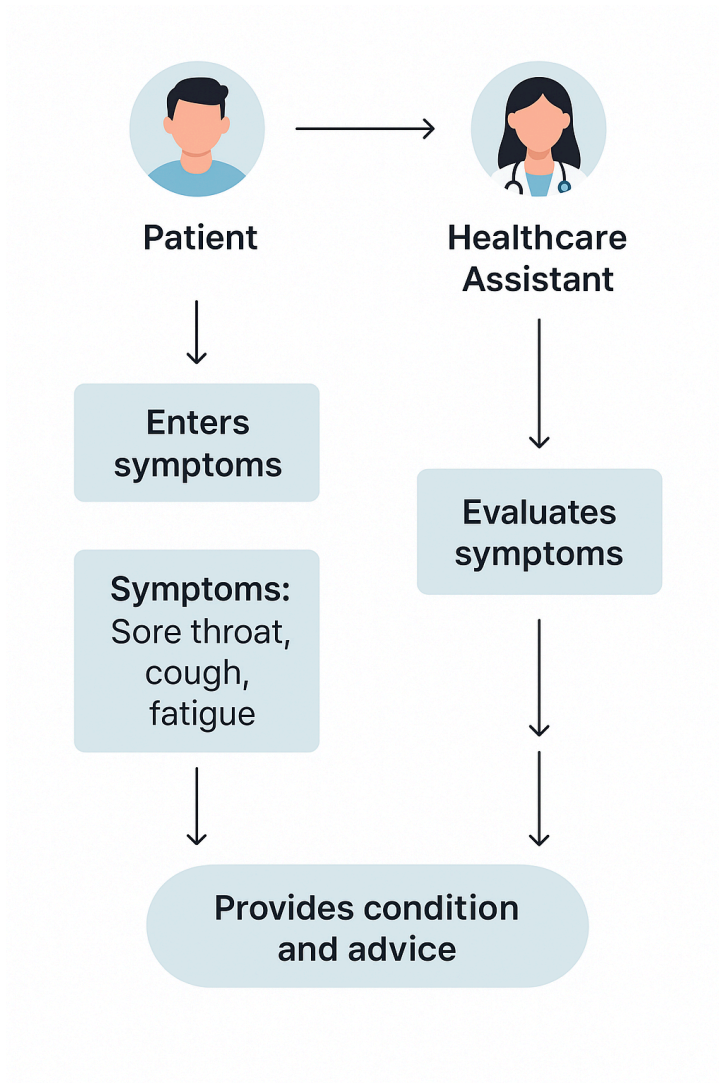 Patient
Healthcare
Assistant
Enters
symptoms
Evaluates
symptoms
Symptoms:
Sore throat,
cough,
fatigue
Provides condition
and advice